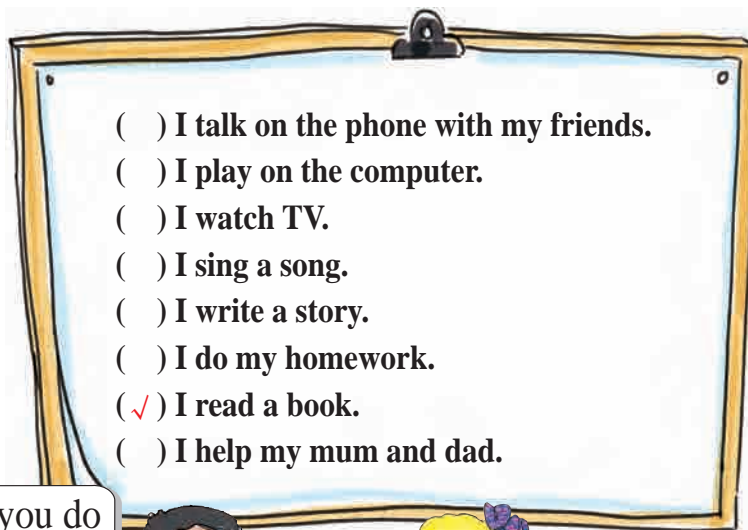 ( ) I talk on the phone with my friends.
( ) I play on the computer.
( ) I watch TV.
( ) I sing a song.
( ) I write a story.
( ) I do my homework.
(√) I read a book.
( ) I help my mum and dad.
you do